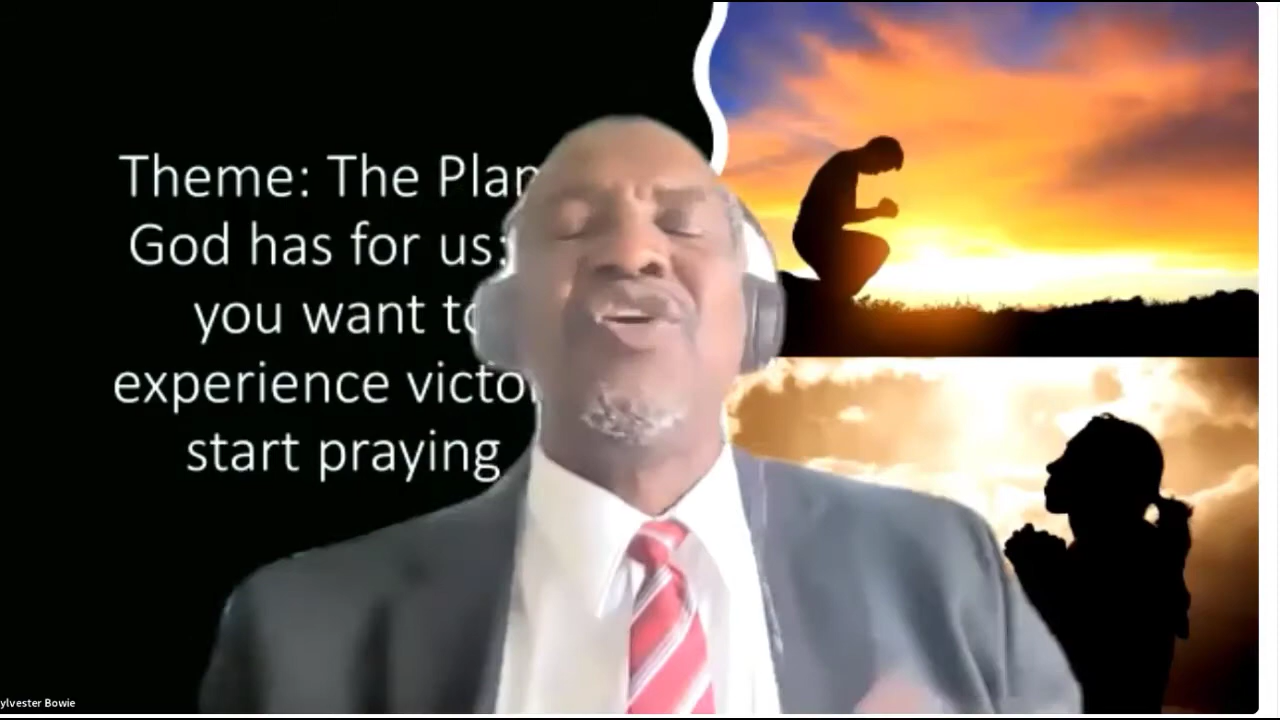 Theme: The Plan
God has for us:
you want to
experience victo
start praying
ylvester Bowie